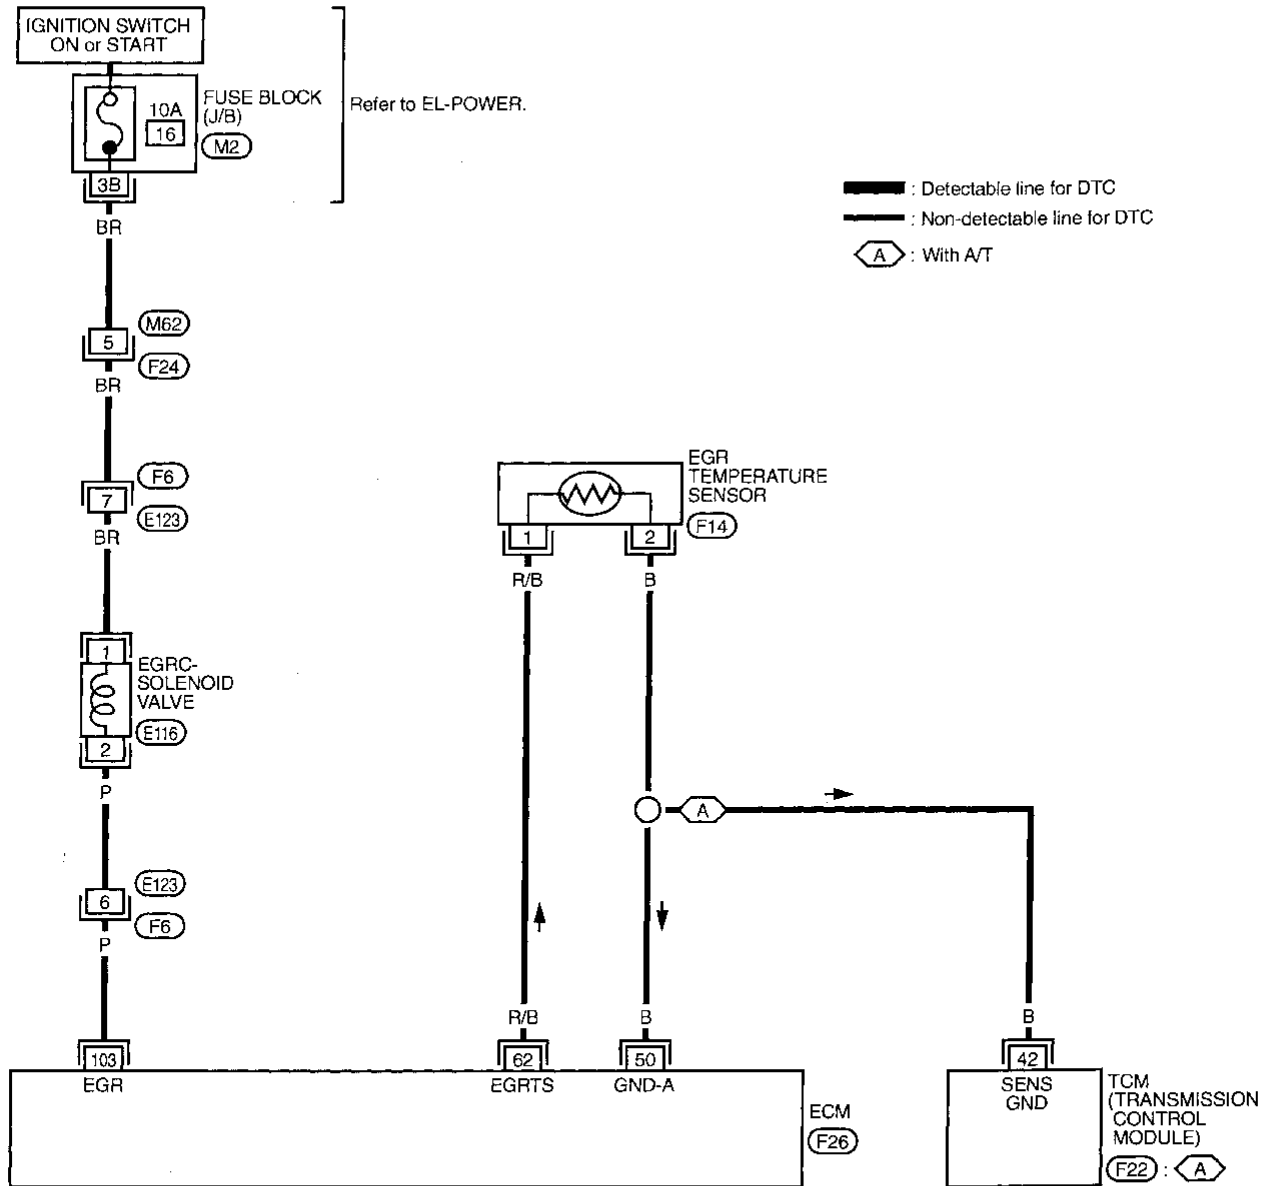 IGNITION SWITCH
ON or START
FUSE BLOCK
(J/B)
10A
16
M2
Refer to EL-POWER.
3B
BR
: Detectable line for DTC
: Non-detectable line for DTC
A : With A/T
M62
5
F24
BR
F6
7
E123
BR
EGR
TEMPERATURE
SENSOR
F14
1 2
R/B B
1
EGRC-
SOLENOID
VALVE
E116
2
P
A
E123
6
F6
P
R/B B B
103 62 50 42
EGR EGRTS GND-A
SENS
GND
ECM
F26
TCM
(TRANSMISSION
CONTROL
MODULE)
F22 : A